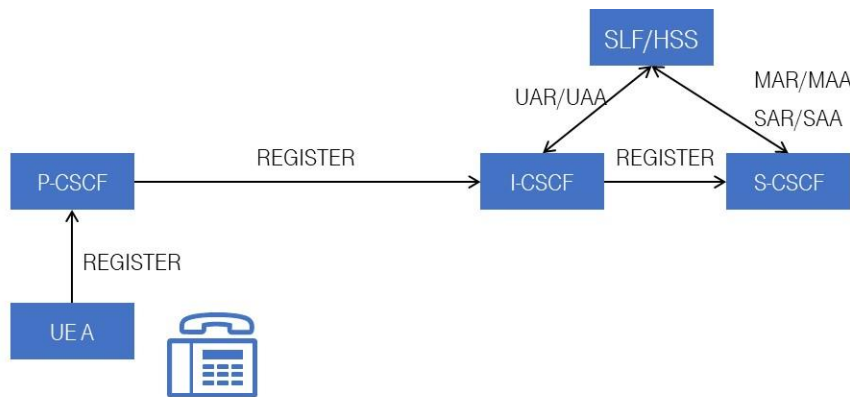 SLF/HSS
UAR/UAA
MAR/MAA
SAR/SAA
P-CSCF
REGISTER
I-CSCF
REGISTER
S-CSCF
REGISTER
UE A